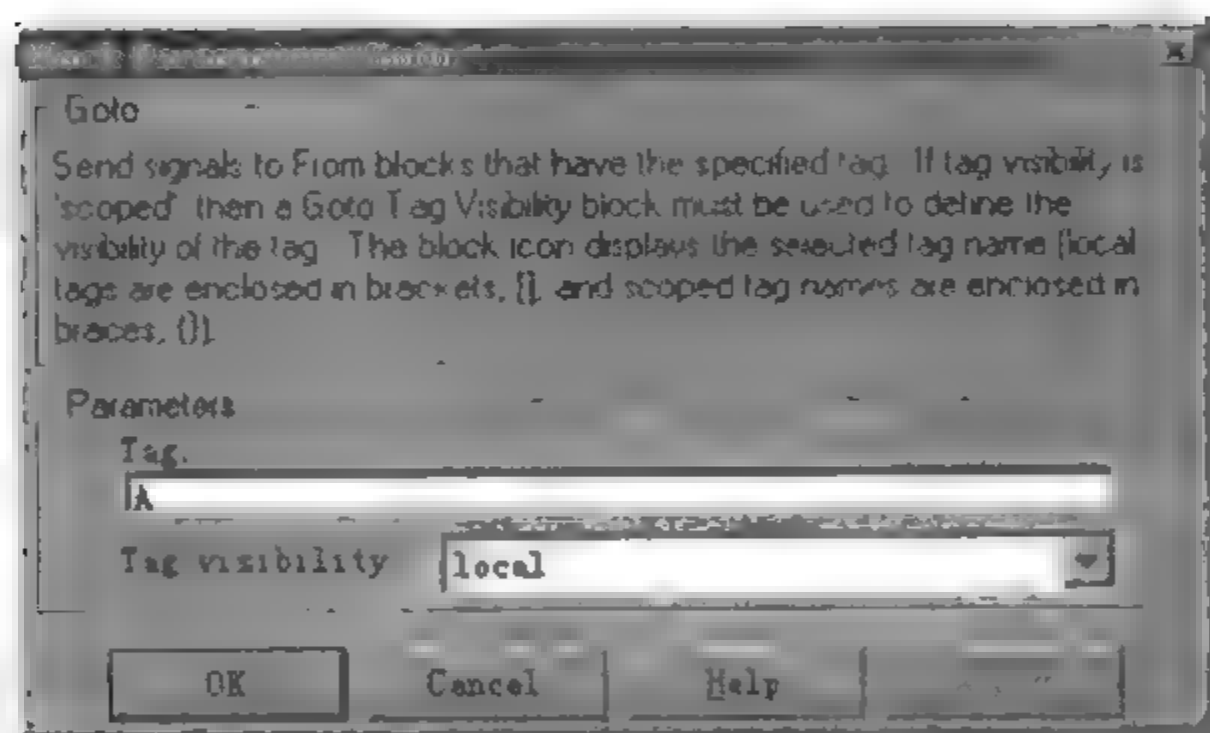 Goto
Send signals to From blocks that have the specified tag. If tag visibility is
'scoped' then a Goto Tag Visibility block must be used to define the
visibility of the tag. The block icon displays the selected tag name (local
tags are enclosed in brackets, [], and scoped tag names are enclosed in
braces, {}).
Parameters
Tag:
A
Tag visibility
local
OK
Cancel
Help